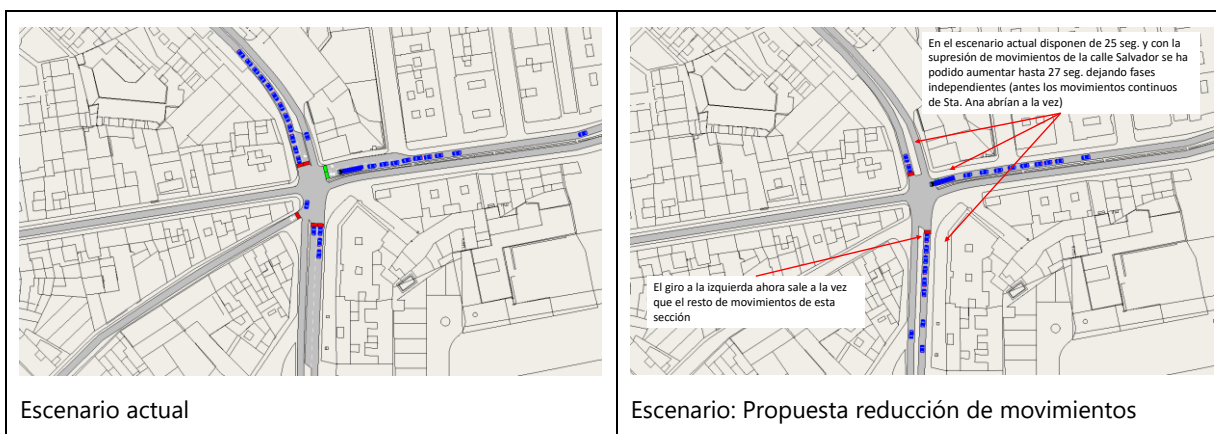 En el escenario actual disponen de 25 seg. y con la
supresión de movimientos de la calle Salvador se ha
podido aumentar hasta 27 seg. dejando fases
independientes (antes los movimientos continuos
de Sta. Ana abrían a la vez)
El giro a la izquierda ahora sale a la vez
que el resto de movimientos de esta
sección
Escenario actual
Escenario: Propuesta reducción de movimientos